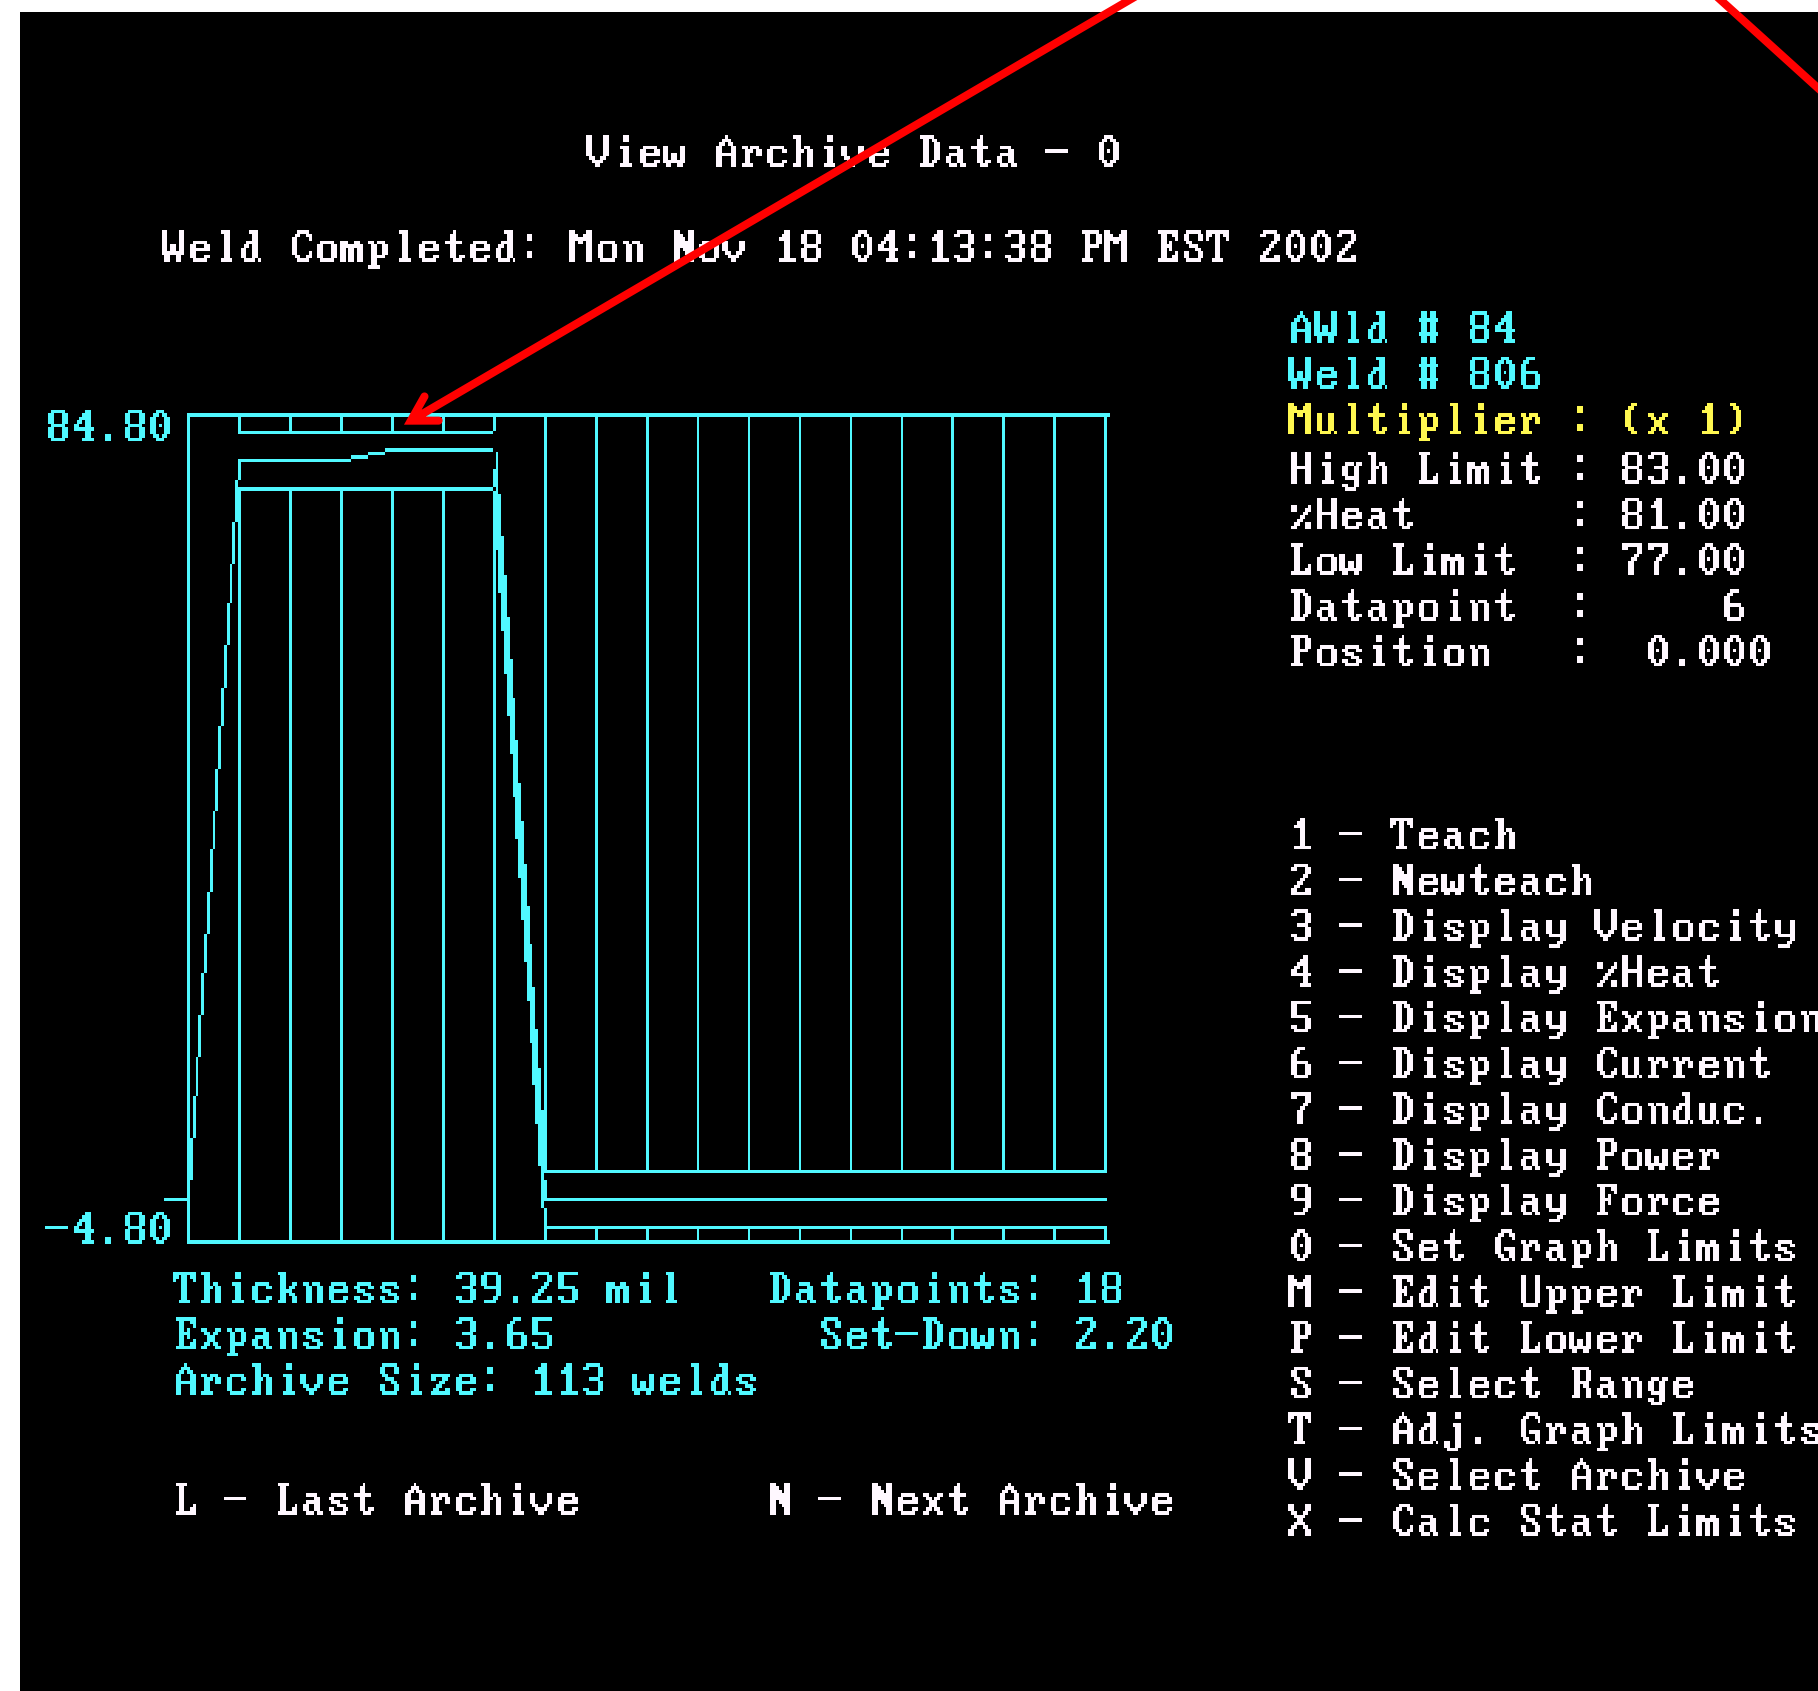 View Archive Data - 0
Weld Completed: Mon Nov 18 04:13:38 PM EST 2002
AWld # 84
Weld # 806
Multiplier : (x 1)
High Limit : 83.00
%Heat : 81.00
Low Limit : 77.00
Datapoint : 6
Position : 0.000
84.80
-4.80
Thickness: 39.25 mil Datapoints: 18
Expansion: 3.65 Set-Down: 2.20
Archive Size: 113 welds
L - Last Archive N - Next Archive
1 - Teach
2 - Newteach
3 - Display Velocity
4 - Display %Heat
5 - Display Expansion
6 - Display Current
7 - Display Conduc.
8 - Display Power
9 - Display Force
0 - Set Graph Limits
M - Edit Upper Limit
P - Edit Lower Limit
S - Select Range
T - Adj. Graph Limits
V - Select Archive
X - Calc Stat Limits